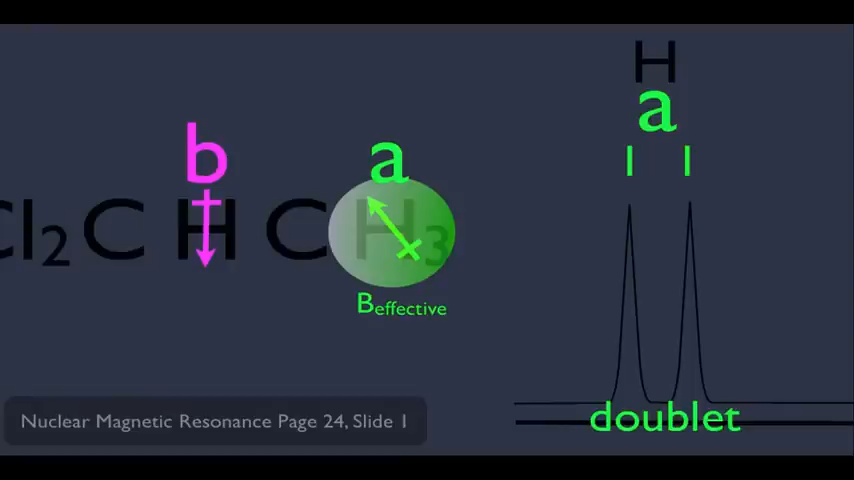 H
a
b
a
Cl2CHCH3
Beffective
doublet
Nuclear Magnetic Resonance Page 24, Slide 1